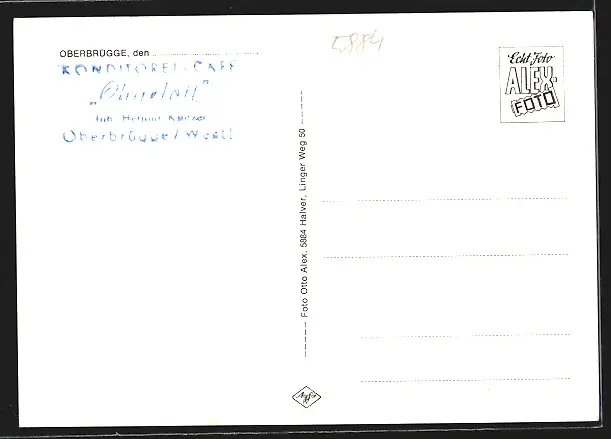 5884
OBERBRÜGGE, den
KONDITOREI-CAFE
Inh. Helmut
Oberbrügge/Westf.
Echt Foto
ALEX-
FOTO
Foto Otto Alex, 5884 Halver, Linger Weg 50
Agfa